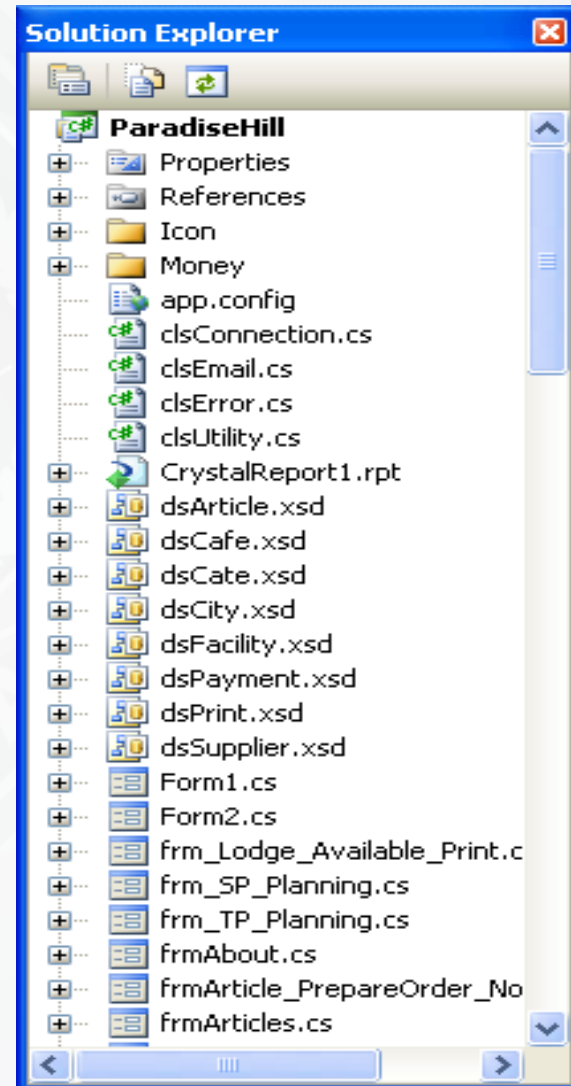 Solution Explorer
ParadiseHill
Properties
References
Icon
Money
app.config
clsConnection.cs
clsEmail.cs
clsError.cs
clsUtility.cs
CrystalReport1.rpt
dsArticle.xsd
dsCafe.xsd
dsCate.xsd
dsCity.xsd
dsFacility.xsd
dsPayment.xsd
dsPrint.xsd
dsSupplier.xsd
Form1.cs
Form2.cs
frm_Lodge_Available_Print.c
frm_SP_Planning.cs
frm_TP_Planning.cs
frmAbout.cs
frmArticle_PrepareOrder_No
frmArticles.cs